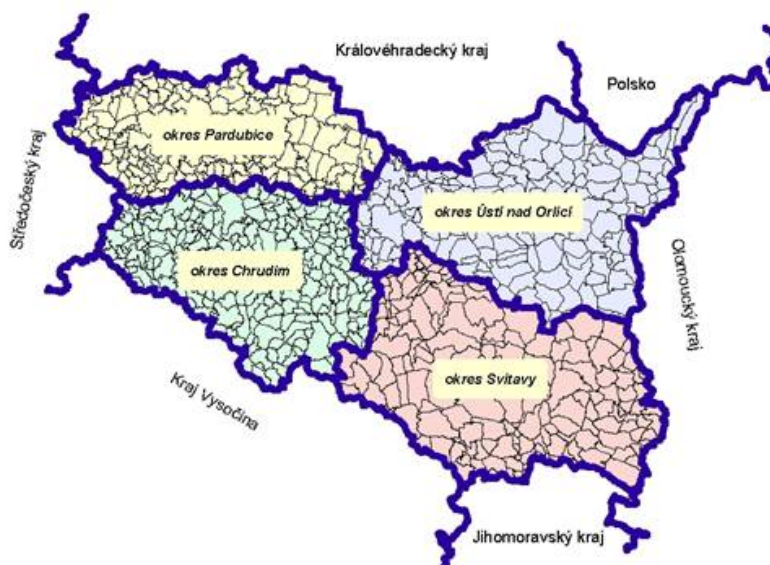 Královéhradecký kraj
Polsko
okres Pardubice
Středočeský kraj
okres Ústí nad Orlicí
okres Chrudim
Olomoucký kraj
okres Svitavy
Kraj Vysočina
Jihomoravský kraj